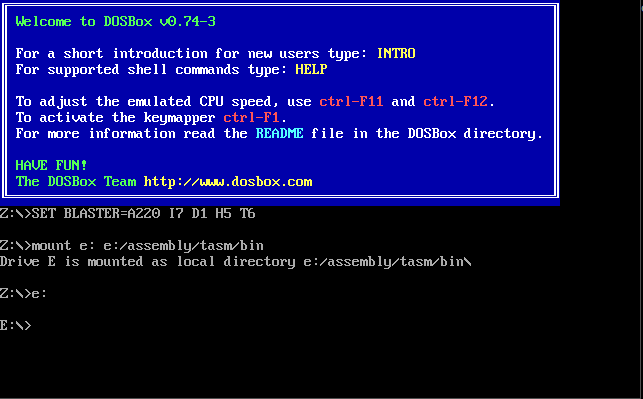 Welcome to DOSBox v0.74-3
For a short introduction for new users type: INTRO
For supported shell commands type: HELP
To adjust the emulated CPU speed, use ctrl-F11 and ctrl-F12.
To activate the keymapper ctrl-F1.
For more information read the README file in the DOSBox directory.
HAVE FUN!
The DOSBox Team http://www.dosbox.com
Z:\>SET BLASTER=A220 I7 D1 H5 T6
Z:\>mount e: e:/assembly/tasm/bin
Drive E is mounted as local directory e:/assembly/tasm/bin\
Z:\>e:
E:\>